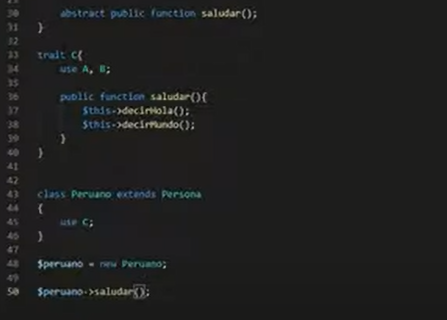 30 abstract public function saludar();
31 }
32
33 trait C{
34 use A, B;
35
36 public function saludar(){
37 $this->decirHola();
38 $this->decirMundo();
39 }
40 }
41
42
43 class Peruano extends Persona
44 {
45 use C;
46 }
47
48 $peruano = new Peruano;
49
50 $peruano->saludar();